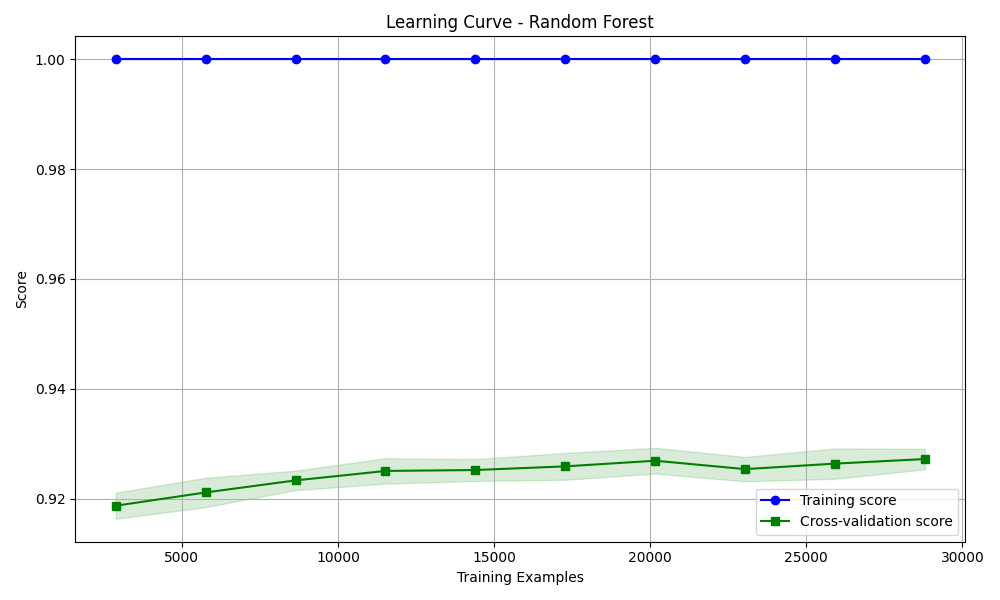 Learning Curve - Random Forest
1.00
0.98
0.96
0.94
0.92
Score
5000
10000
15000
20000
25000
30000
Training Examples
Training score
Cross-validation score